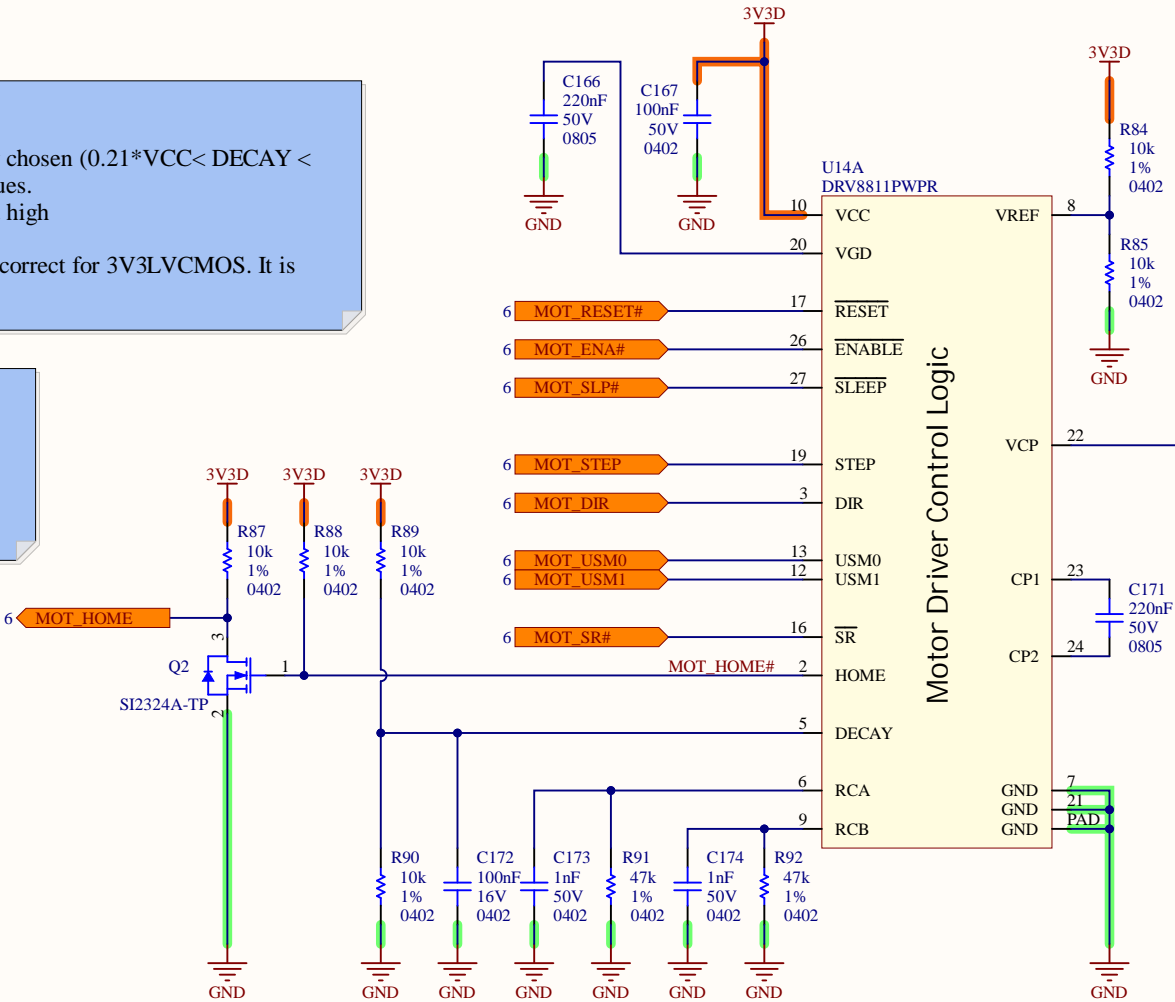 3V3D
C166
220nF
50V
0805
C167
100nF
50V
0402
GND
GND
3V3D
R84
10k
1%
0402
R85
10k
1%
0402
GND
chosen (0.21*VCC< DECAY <
ues.
high
correct for 3V3LVCMOS. It is
U14A
DRV8811PWPR
10 VCC
VREF 8
20 VGD
6 MOT_RESET# 17 RESET
6 MOT_ENA# 26 ENABLE
6 MOT_SLP# 27 SLEEP
VCP 22
6 MOT_STEP 19 STEP
6 MOT_DIR 3 DIR
6 MOT_USM0 13 USM0
6 MOT_USM1 12 USM1
CP1 23
C171
220nF
50V
0805
CP2 24
6 MOT_SR# 16 SR
MOT_HOME# 2 HOME
5 DECAY
6 RCA
9 RCB
GND 7
GND 21
GND PAD
Motor Driver Control Logic
3V3D
3V3D
3V3D
R87
10k
1%
0402
R88
10k
1%
0402
R89
10k
1%
0402
6 MOT_HOME
3
Q2
1
SI2324A-TP
2
R90
10k
1%
0402
C172
100nF
16V
0402
C173
1nF
50V
0402
R91
47k
1%
0402
C174
1nF
50V
0402
R92
47k
1%
0402
GND
GND
GND
GND
GND
GND
GND
GND